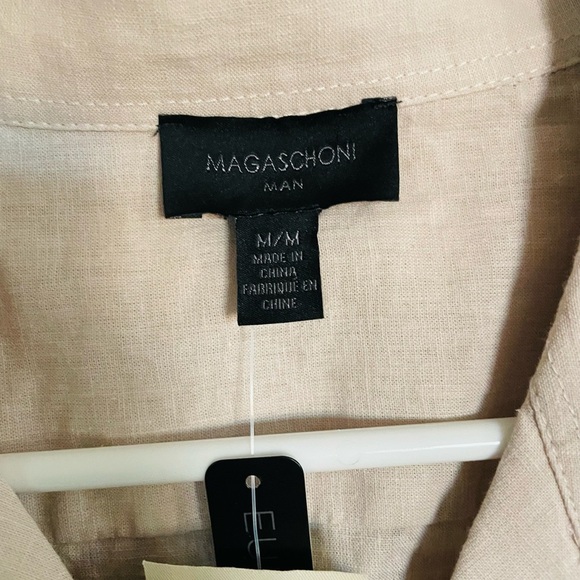 MAGASCHONI
MAN
M/M
MADE IN
CHINA
FABRIQUE EN
CHINE